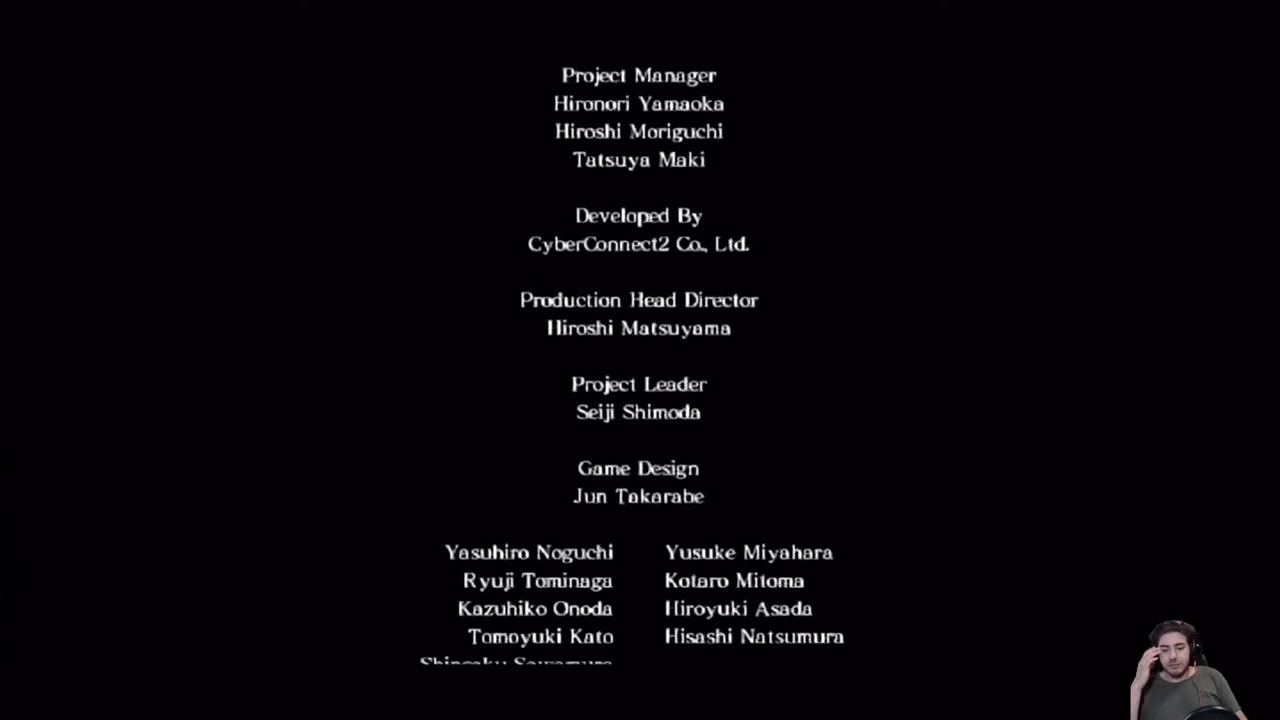 Project Manager
Hironori Yamaoka
Hiroshi Moriguchi
Tatsuya Maki
Developed By
CyberConnect2 Co., Ltd.
Production Head Director
Hiroshi Matsuyama
Project Leader
Seiji Shimoda
Game Design
Jun Takarabe
Yasuhiro Noguchi Yusuke Miyahara
Ryuji Tominaga Kotaro Mitoma
Kazuhiko Onoda Hiroyuki Asada
Tomoyuki Kato Hisashi Natsumura